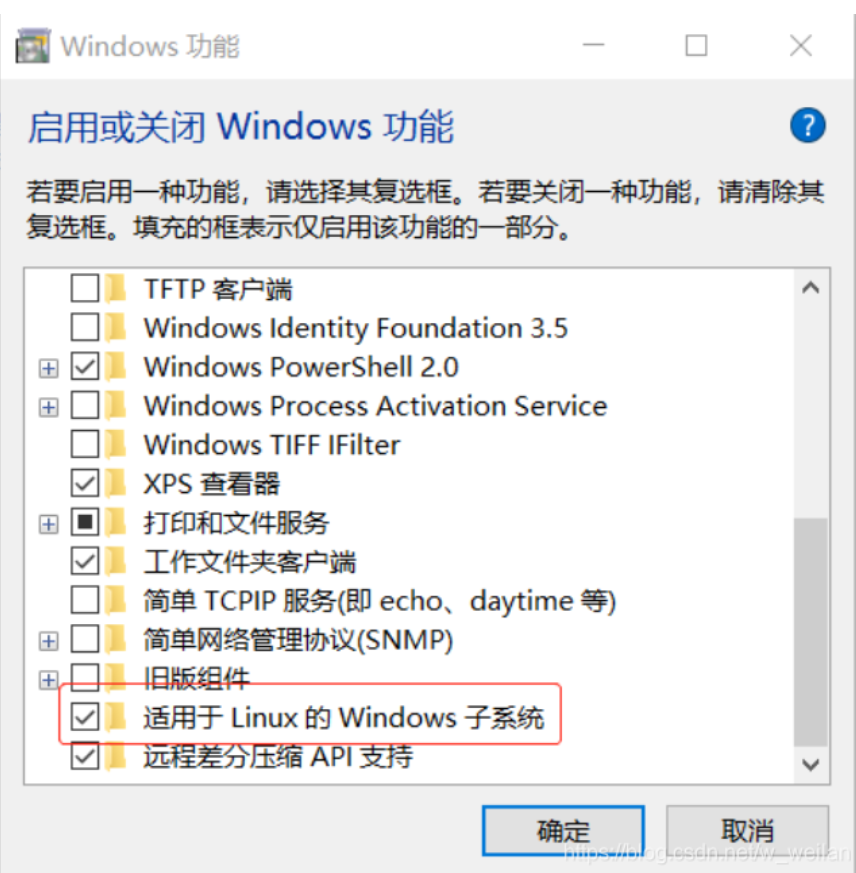 Windows 功能
启用或关闭 Windows 功能
?
若要启用一种功能，请选择其复选框。若要关闭一种功能，请清除其
复选框。填充的框表示仅启用该功能的一部分。
TFTP 客户端
Windows Identity Foundation 3.5
Windows PowerShell 2.0
Windows Process Activation Service
Windows TIFF IFilter
XPS 查看器
打印和文件服务
工作文件夹客户端
简单 TCPIP 服务(即 echo、daytime 等)
简单网络管理协议(SNMP)
旧版组件
适用于 Linux 的 Windows 子系统
远程差分压缩 API 支持
确定
取消
https://blog.csdn.net/w_weilan